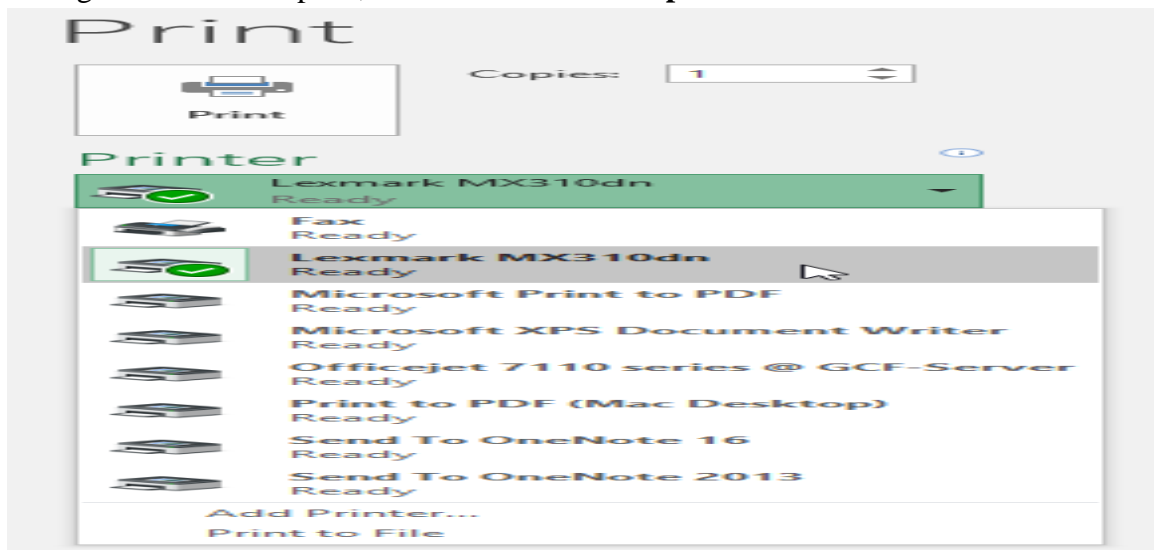 Print
Copies: 1
Print
Printer
Lexmark MX310dn
Ready
Fax
Ready
Lexmark MX310dn
Ready
Microsoft Print to PDF
Ready
Microsoft XPS Document Writer
Ready
Officejet 7110 series @ GCF-Server
Ready
Print to PDF (Mac Desktop)
Ready
Send To OneNote 16
Ready
Send To OneNote 2013
Ready
Add Printer...
Print to File